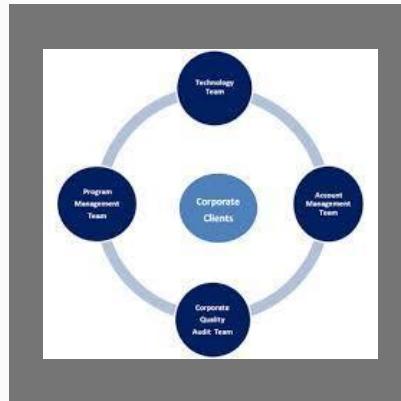 Technology
Team
Program
Management
Team
Corporate
Clients
Account
Management
Team
Corporate
Quality
Audit Team